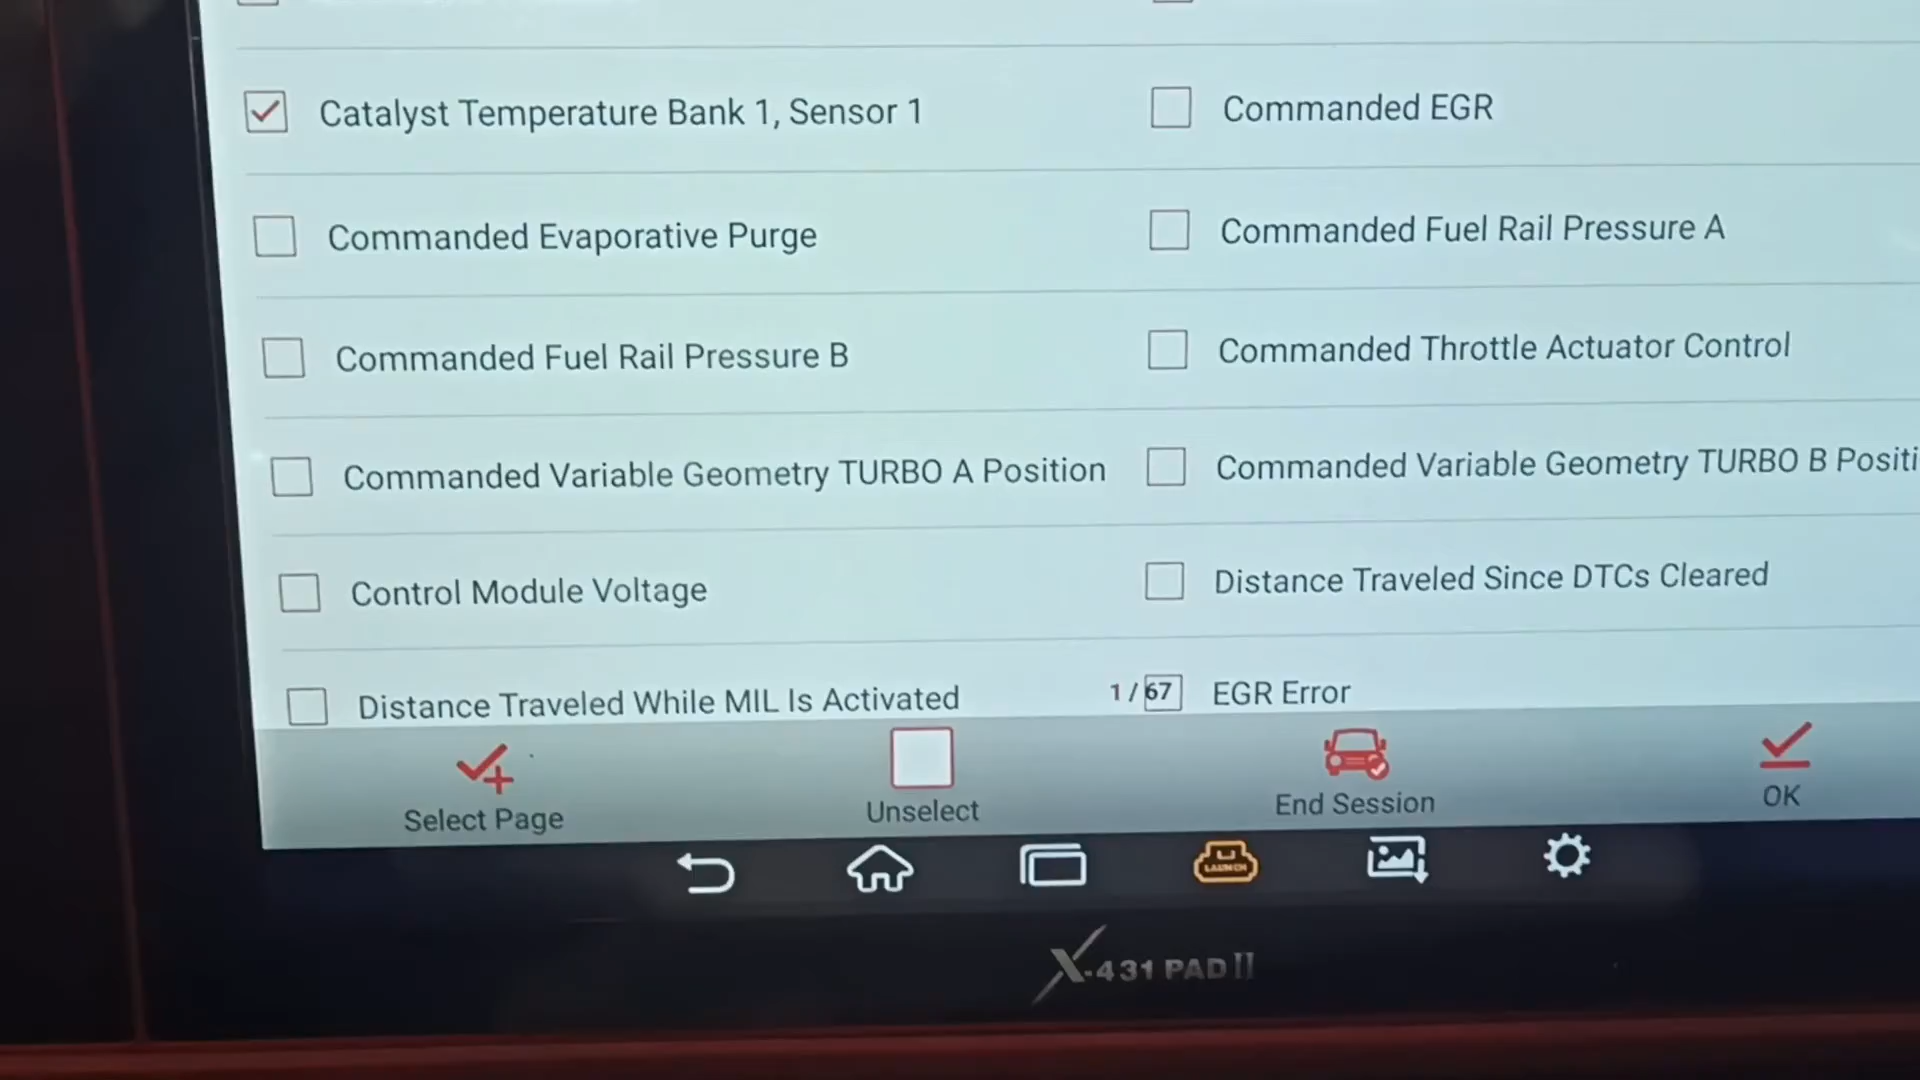 Catalyst Temperature Bank 1, Sensor 1
Commanded EGR
Commanded Evaporative Purge
Commanded Fuel Rail Pressure A
Commanded Fuel Rail Pressure B
Commanded Throttle Actuator Control
Commanded Variable Geometry TURBO A Position
Commanded Variable Geometry TURBO B Positi
Control Module Voltage
Distance Traveled Since DTCs Cleared
Distance Traveled While MIL Is Activated
1 / 67
EGR Error
Select Page
Unselect
End Session
OK
LAUNCH
X-431 PAD II